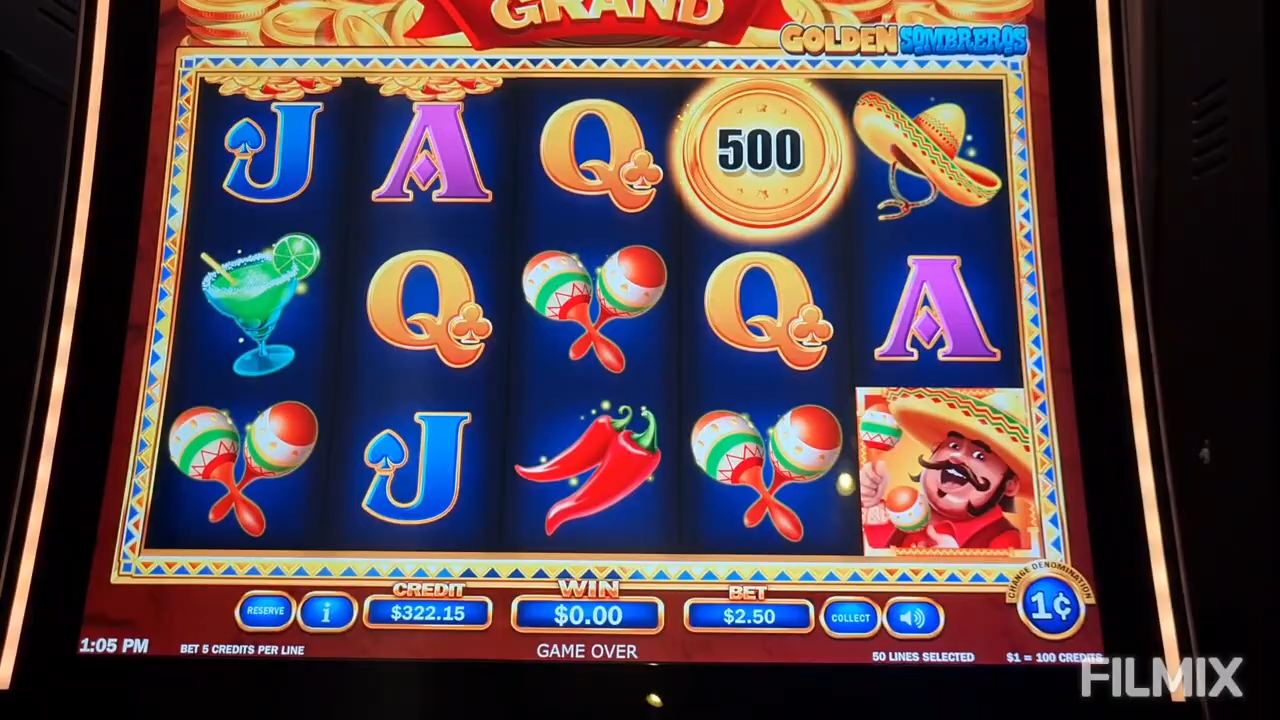 GRAND
GOLDEN SOMBREROS
J A Q 500
Q Q A
J
CREDIT WIN BET
CHANGE DENOMINATION
RESERVE i $322.15 $0.00 $2.50 COLLECT 1¢
1:05 PM BET 5 CREDITS PER LINE GAME OVER 50 LINES SELECTED $1 = 100 CREDITS
FILMIX